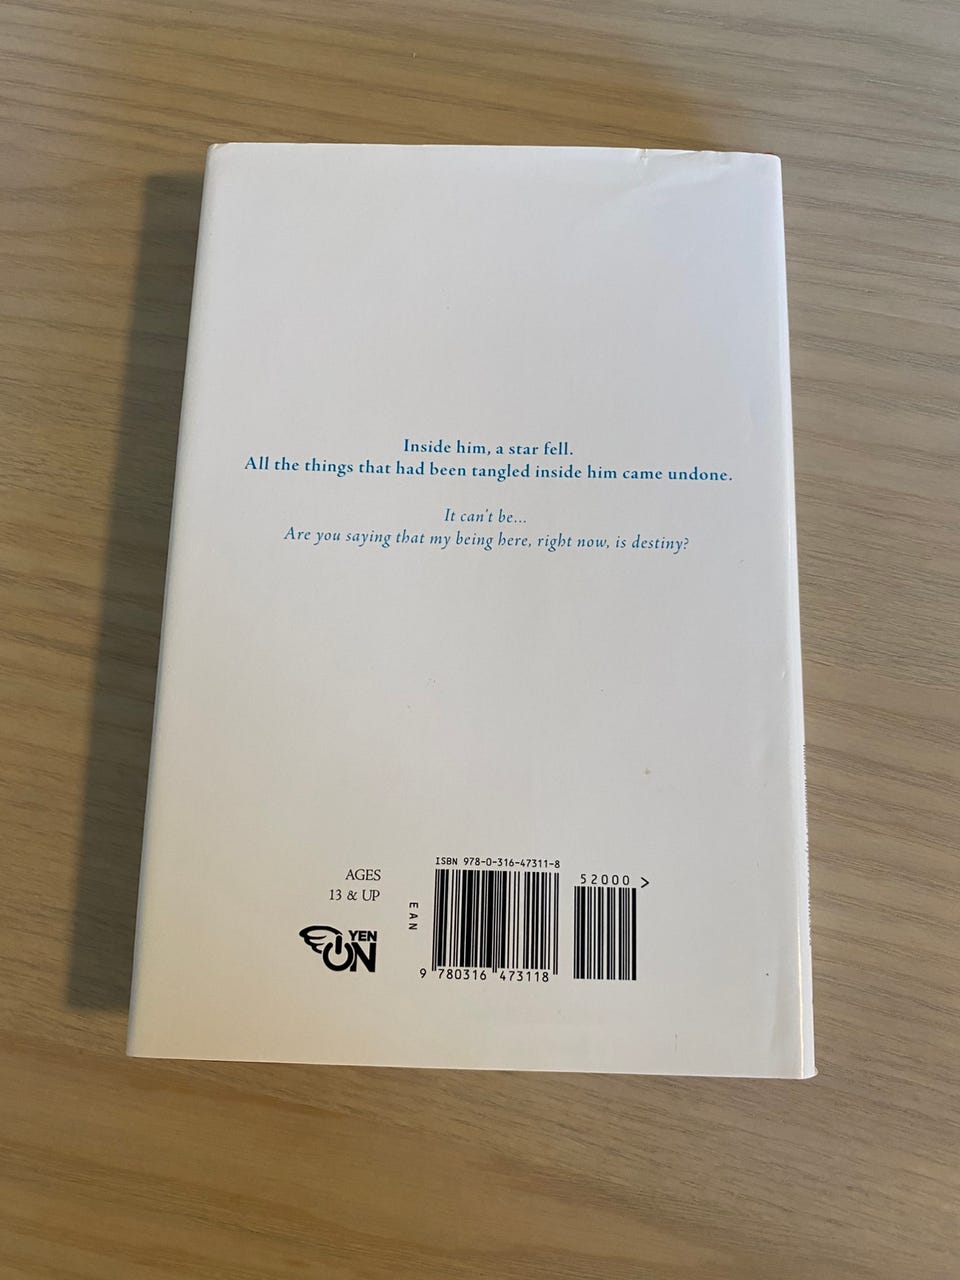 Inside him, a star fell.
All the things that had been tangled inside him came undone.
It can't be...
Are you saying that my being here, right now, is destiny?
AGES
13 & UP
YEN
ON
EAN
ISBN 978-0-316-47311-8
9 780316 473118
52000 >